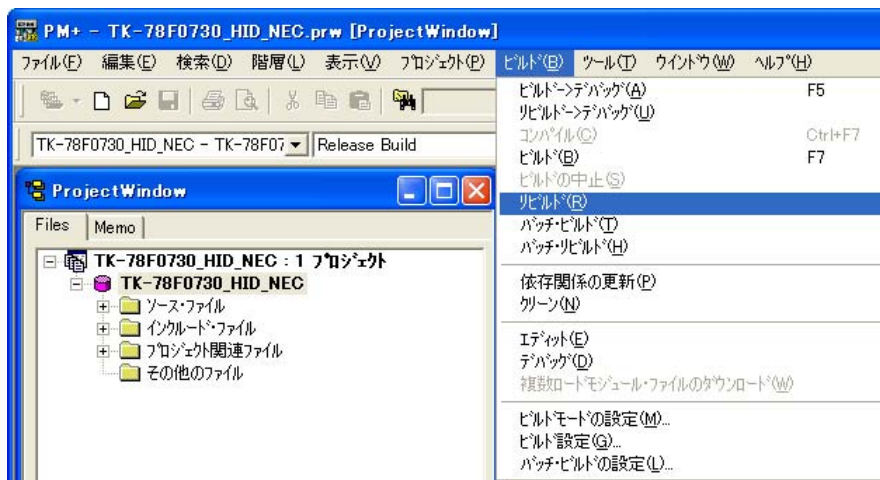 PM+ - TK-78F0730_HID_NEC.prw [ProjectWindow]
ファイル(F) 編集(E) 検索(D) 階層(L) 表示(V) プロジェクト(P) ビルド(B) ツール(T) ウインドウ(W) ヘルプ(H)
TK-78F0730_HID_NEC - TK-78F07 Release Build
ProjectWindow
Files Memo
TK-78F0730_HID_NEC : 1 プロジェクト
TK-78F0730_HID_NEC
ソース・ファイル
インクルード・ファイル
プロジェクト関連ファイル
その他のファイル
ビルド->デバッグ(A) F5
リビルド->デバッグ(U)
コンパイル(C) Ctrl+F7
ビルド(B) F7
ビルドの中止(S)
リビルド(R)
バッチ・ビルド(T)
バッチ・リビルド(H)
依存関係の更新(P)
クリーン(N)
エディット(E)
デバッグ(D)
複数ロードモジュール・ファイルのダウンロード(W)
ビルドモードの設定(M)...
ビルド設定(G)...
バッチ・ビルドの設定(L)...